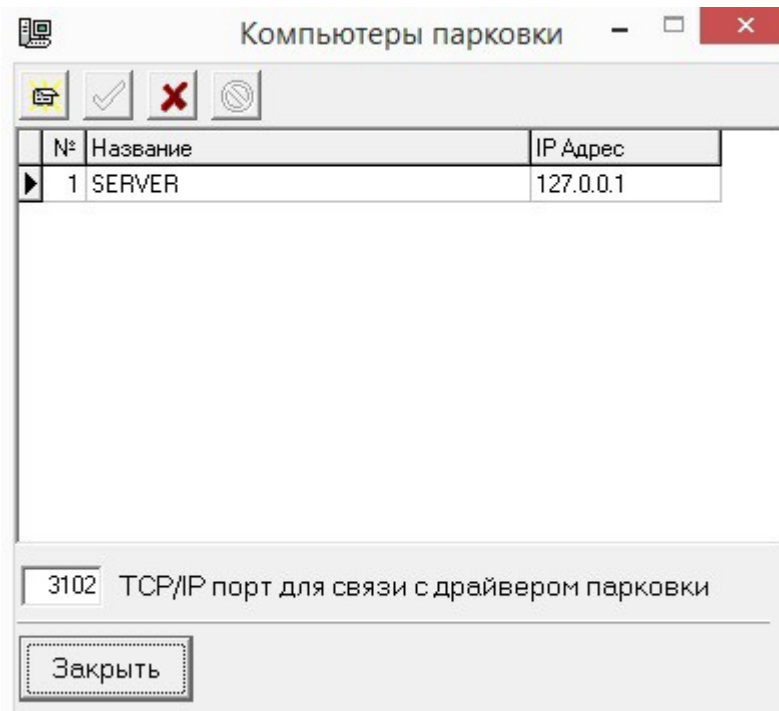 Компьютеры парковки
№ Название IP Адрес
1 SERVER 127.0.0.1
3102 TCP/IP порт для связи с драйвером парковки
Закрыть